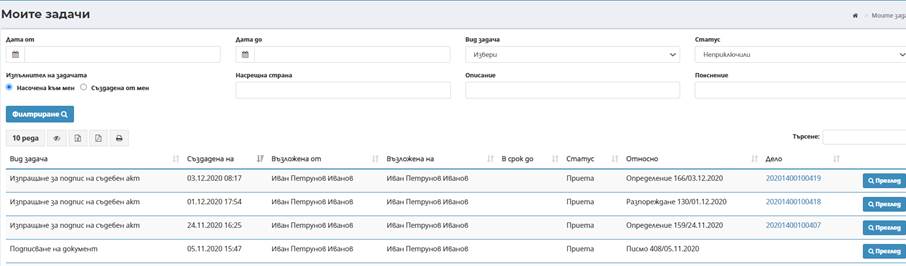 Моите задачи
Моите зада
Дата от Дата до Вид задача Статус
Избери Неприключили
Изпълнител на задачата Насрещна страна Описание Пояснение
Насочена към мен Създадена от мен
Филтриране
10 реда Търсене:
Вид задача Създадена на Възложена от Възложена на В срок до Статус Относно Дело
Изпращане за подпис на съдебен акт 03.12.2020 08:17 Иван Петрунов Иванов Иван Петрунов Иванов Приета Определение 166/03.12.2020 20201400100419 Преглед
Изпращане за подпис на съдебен акт 01.12.2020 17:54 Иван Петрунов Иванов Иван Петрунов Иванов Приета Разпореждане 130/01.12.2020 20201400100418 Преглед
Изпращане за подпис на съдебен акт 24.11.2020 16:25 Иван Петрунов Иванов Иван Петрунов Иванов Приета Определение 159/24.11.2020 20201400100407 Преглед
Подписване на документ 05.11.2020 15:47 Иван Петрунов Иванов Иван Петрунов Иванов Приета Писмо 408/05.11.2020 Преглед